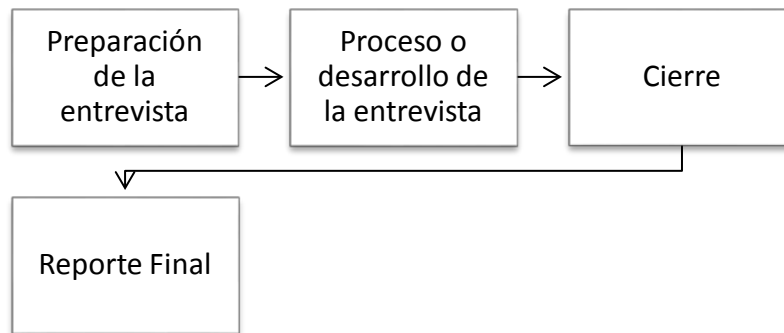 Preparación
de la
entrevista
Proceso o
desarrollo de
la entrevista
Cierre
Reporte Final